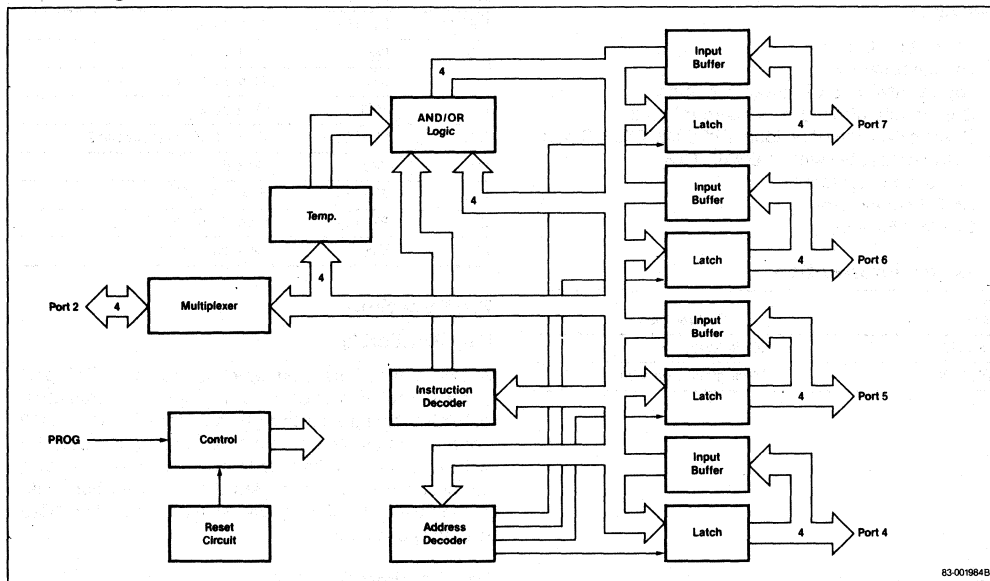 4
Input
Buffer
AND/OR
Logic
Latch
4
Port 7
Input
Buffer
Temp.
4
Latch
4
Port 6
4
Port 2
4
Multiplexer
Input
Buffer
Instruction
Decoder
Latch
4
Port 5
PROG
Control
Input
Buffer
Reset
Circuit
Address
Decoder
Latch
4
Port 4
83-001984B